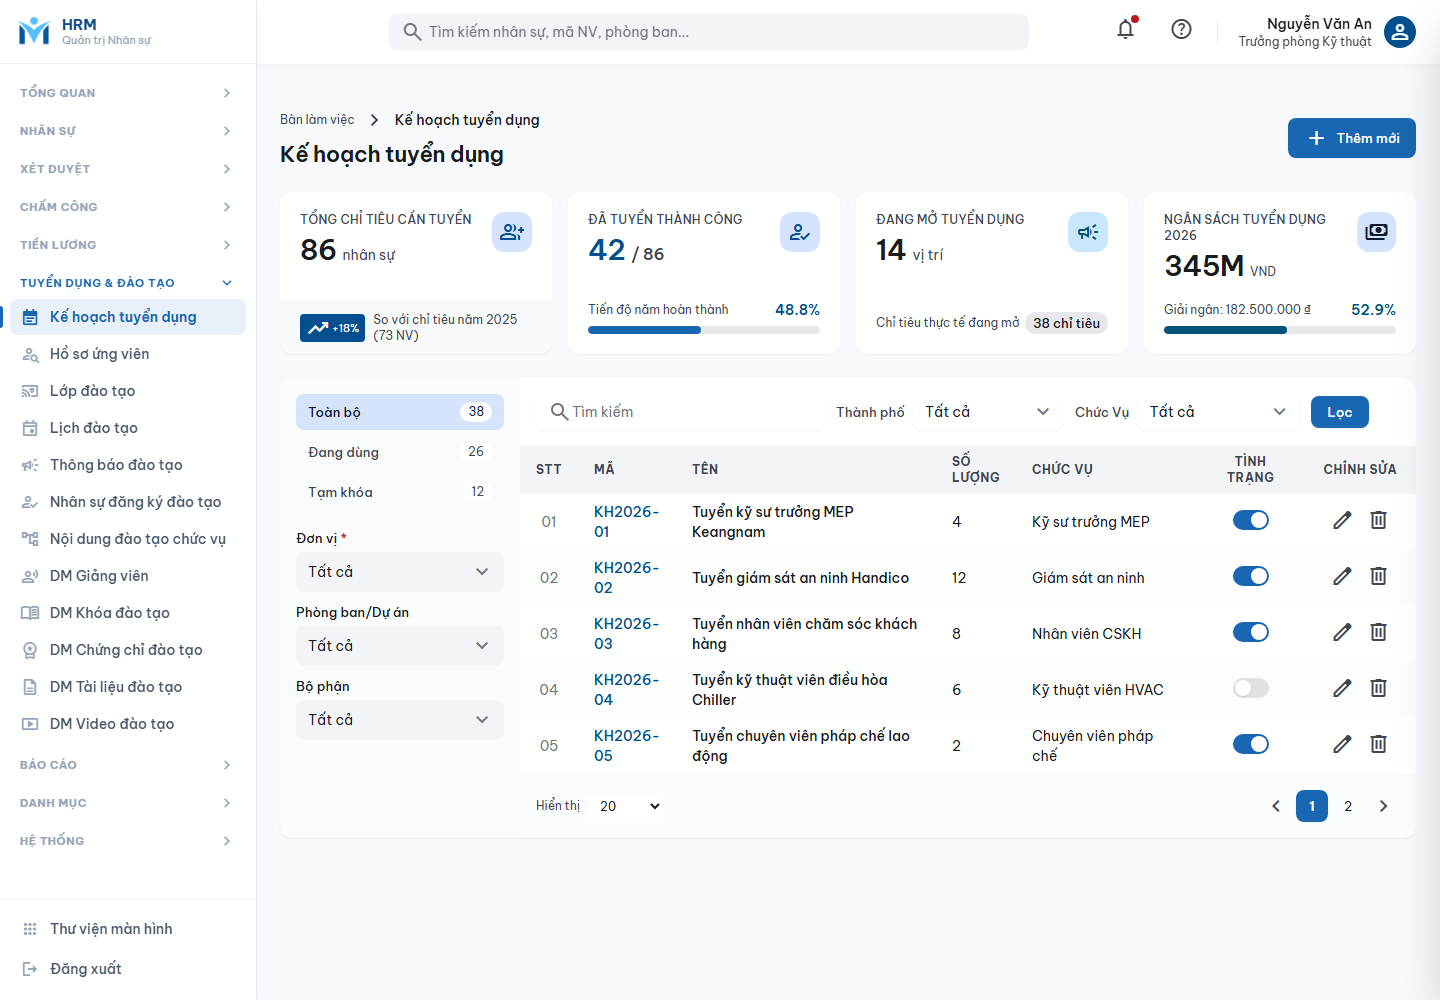 HRM
Quản trị Nhân sự
Tìm kiếm nhân sự, mã NV, phòng ban...
Nguyễn Văn An
Trưởng phòng Kỹ thuật
TỔNG QUAN
NHÂN SỰ
XÉT DUYỆT
CHẤM CÔNG
TIỀN LƯƠNG
TUYỂN DỤNG & ĐÀO TẠO
Kế hoạch tuyển dụng
Hồ sơ ứng viên
Lớp đào tạo
Lịch đào tạo
Thông báo đào tạo
Nhân sự đăng ký đào tạo
Nội dung đào tạo chức vụ
DM Giảng viên
DM Khóa đào tạo
DM Chứng chỉ đào tạo
DM Tài liệu đào tạo
DM Video đào tạo
BÁO CÁO
DANH MỤC
HỆ THỐNG
Thư viện màn hình
Đăng xuất
Bàn làm việc
Kế hoạch tuyển dụng
Kế hoạch tuyển dụng
Thêm mới
TỔNG CHỈ TIÊU CẦN TUYỂN
86 nhân sự
+18%
So với chỉ tiêu năm 2025
(73 NV)
ĐÃ TUYỂN THÀNH CÔNG
42 / 86
Tiến độ năm hoàn thành 48.8%
ĐANG MỞ TUYỂN DỤNG
14 vị trí
Chỉ tiêu thực tế đang mở 38 chỉ tiêu
NGÂN SÁCH TUYỂN DỤNG
2026
345M VND
Giải ngân: 182.500.000 đ 52.9%
Toàn bộ 38
Đang dùng 26
Tạm khóa 12
Đơn vị *
Tất cả
Phòng ban/Dự án
Tất cả
Bộ phận
Tất cả
Tìm kiếm
Thành phố Tất cả
Chức Vụ Tất cả
Lọc
STT MÃ TÊN SỐ LƯỢNG CHỨC VỤ TÌNH TRẠNG CHỈNH SỬA
01 KH2026-01 Tuyển kỹ sư trưởng MEP Keangnam 4 Kỹ sư trưởng MEP
02 KH2026-02 Tuyển giám sát an ninh Handico 12 Giám sát an ninh
03 KH2026-03 Tuyển nhân viên chăm sóc khách hàng 8 Nhân viên CSKH
04 KH2026-04 Tuyển kỹ thuật viên điều hòa Chiller 6 Kỹ thuật viên HVAC
05 KH2026-05 Tuyển chuyên viên pháp chế lao động 2 Chuyên viên pháp chế
Hiển thị 20
1 2